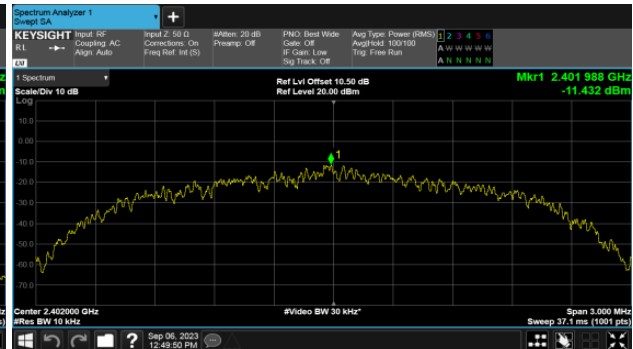 Spectrum Analyzer 1
Swept SA
+
KEYSIGHT Input: RF Input Z: 50 Ω #Atten: 20 dB PNO: Best Wide Avg Type: Power (RMS) 1 2 3 4 5 6
RL Coupling: AC Corrections: On Preamp: Off Gate: Off Avg|Hold: 100/100 A W W W W W
Align: Auto Freq Ref: Int (S) IF Gain: Low Trig: Free Run
LXI Sig Track: Off A N N N N N
1 Spectrum Ref Lvl Offset 10.50 dB Mkr1 2.401 988 GHz
Scale/Div 10 dB Ref Level 20.00 dBm -11.432 dBm
Log
10.0
0.00
-10.0
1
-20.0
-30.0
-40.0
-50.0
-60.0
-70.0
Center 2.402000 GHz #Video BW 30 kHz* Span 3.000 MHz
#Res BW 10 kHz Sweep 37.1 ms (1001 pts)
? Sep 06, 2023
12:49:50 PM